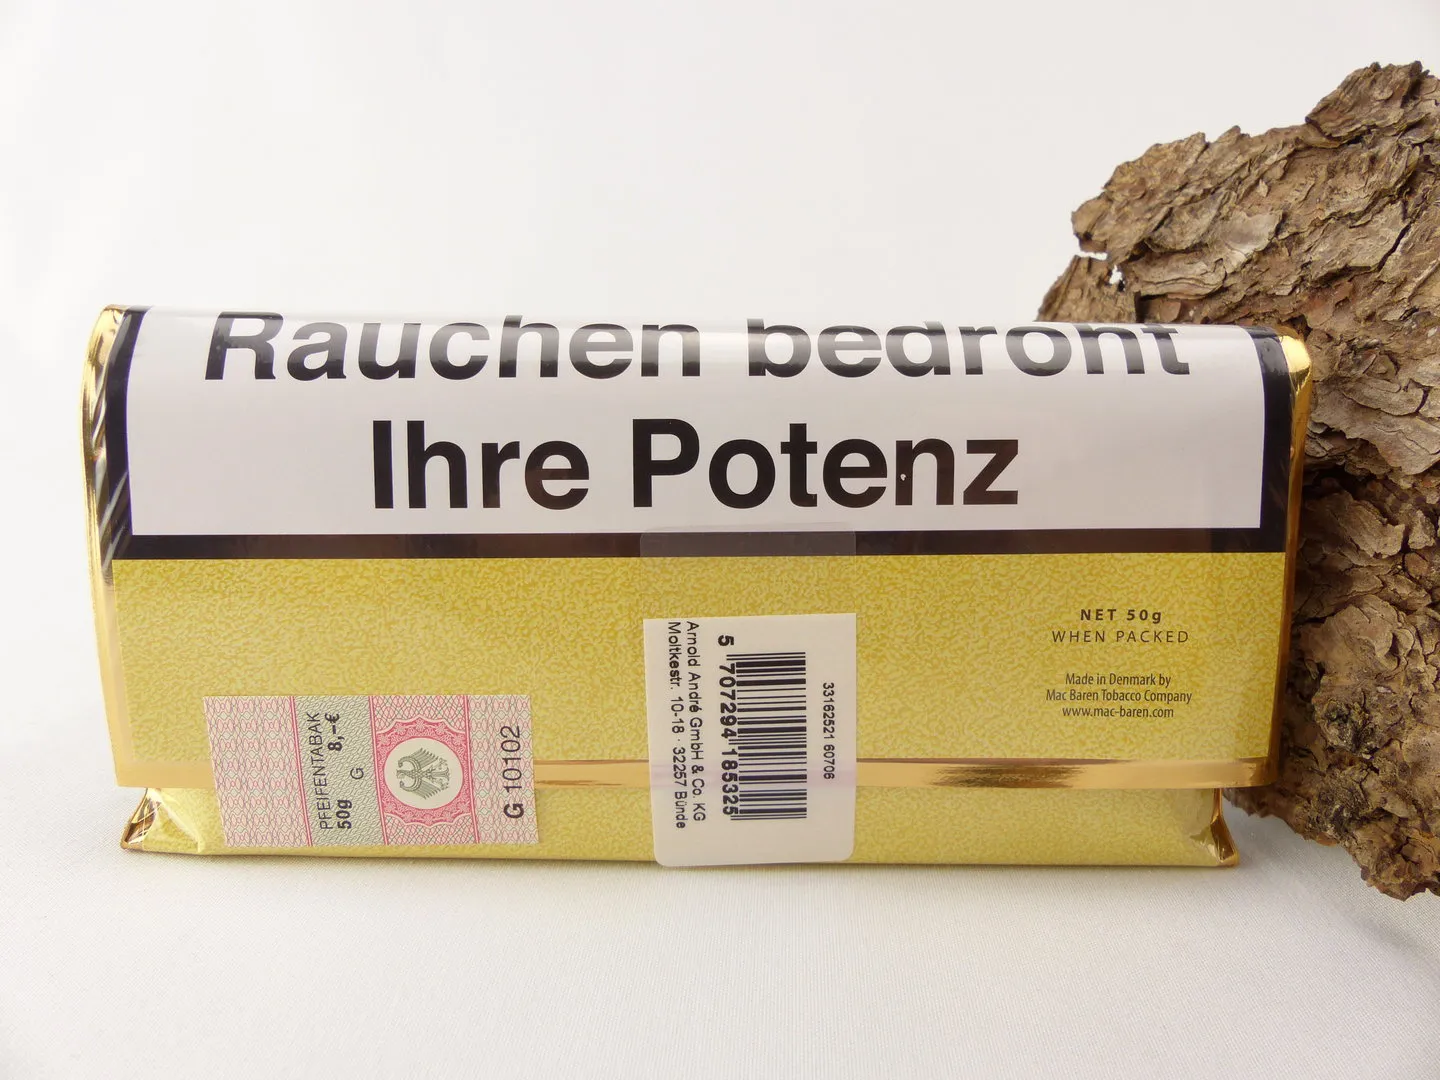 Rauchen bedroht
Ihre Potenz
NET 50g
WHEN PACKED
Made in Denmark by
Mac Baren Tobacco Company
www.mac-baren.com
PFEIFENTABAK
50g 8,-€
G
G 10102
33162521 60706
5 707294 185325
Arnold André GmbH & Co. KG
Moltkestr. 10-18 · 32257 Bünde